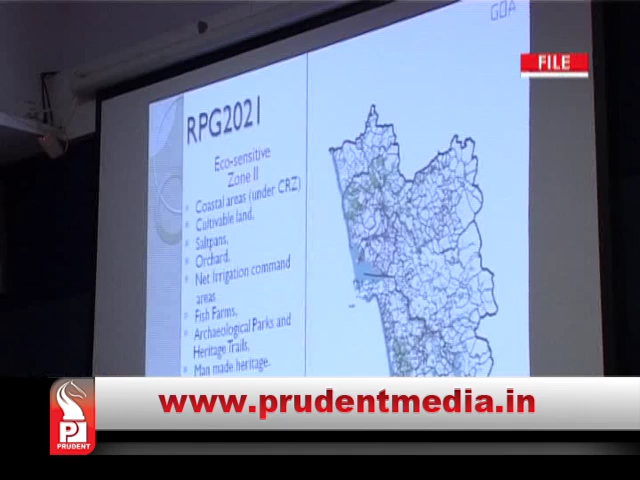 GOA
FILE
RPG2021
Eco-sensitive
Zone II
Coastal areas (under CRZ)
Cultivable land,
Saltpans,
Orchard,
Net Irrigation command
areas
Fish Farms,
Archaeological Parks and
Heritage Trails,
Man made heritage.
www.prudentmedia.in
P
PRUDENT